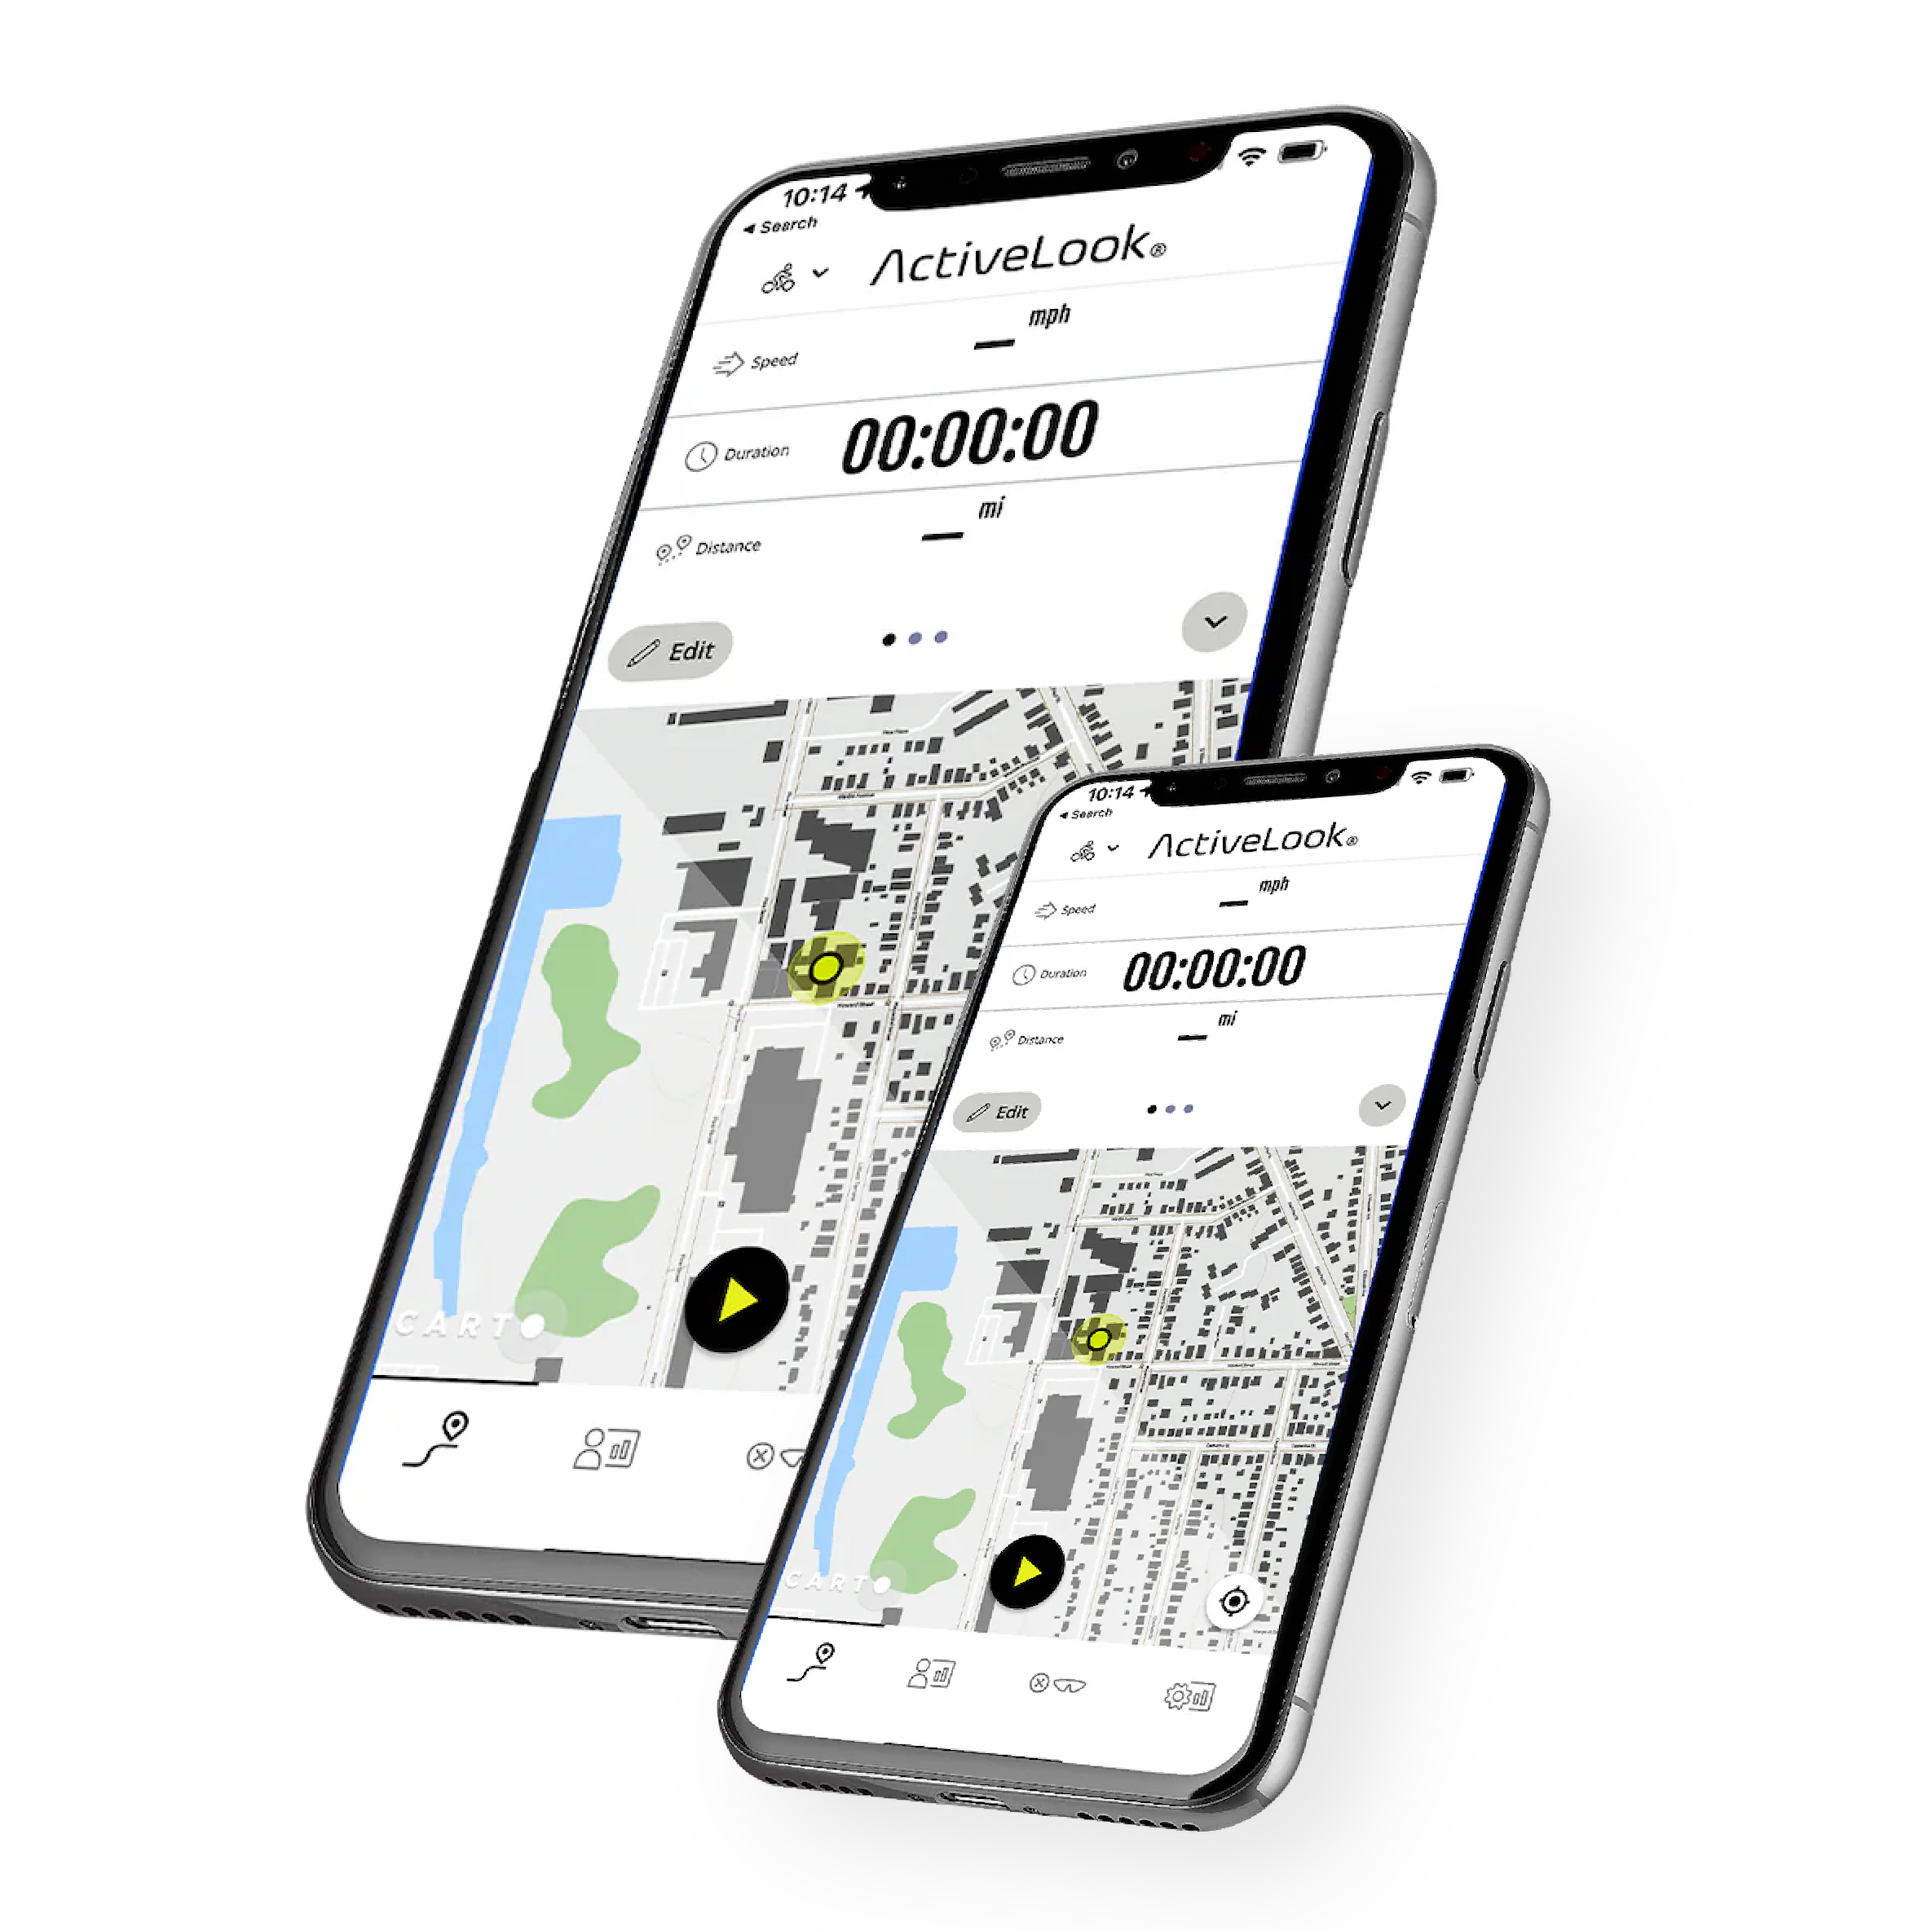 10:14
◀ Search
ActiveLook®
mph
—
Speed
Duration
00:00:00
mi
—
Distance
Edit
CARTO
10:14
◀ Search
ActiveLook®
mph
—
Speed
Duration
00:00:00
mi
—
Distance
Edit
CARTO